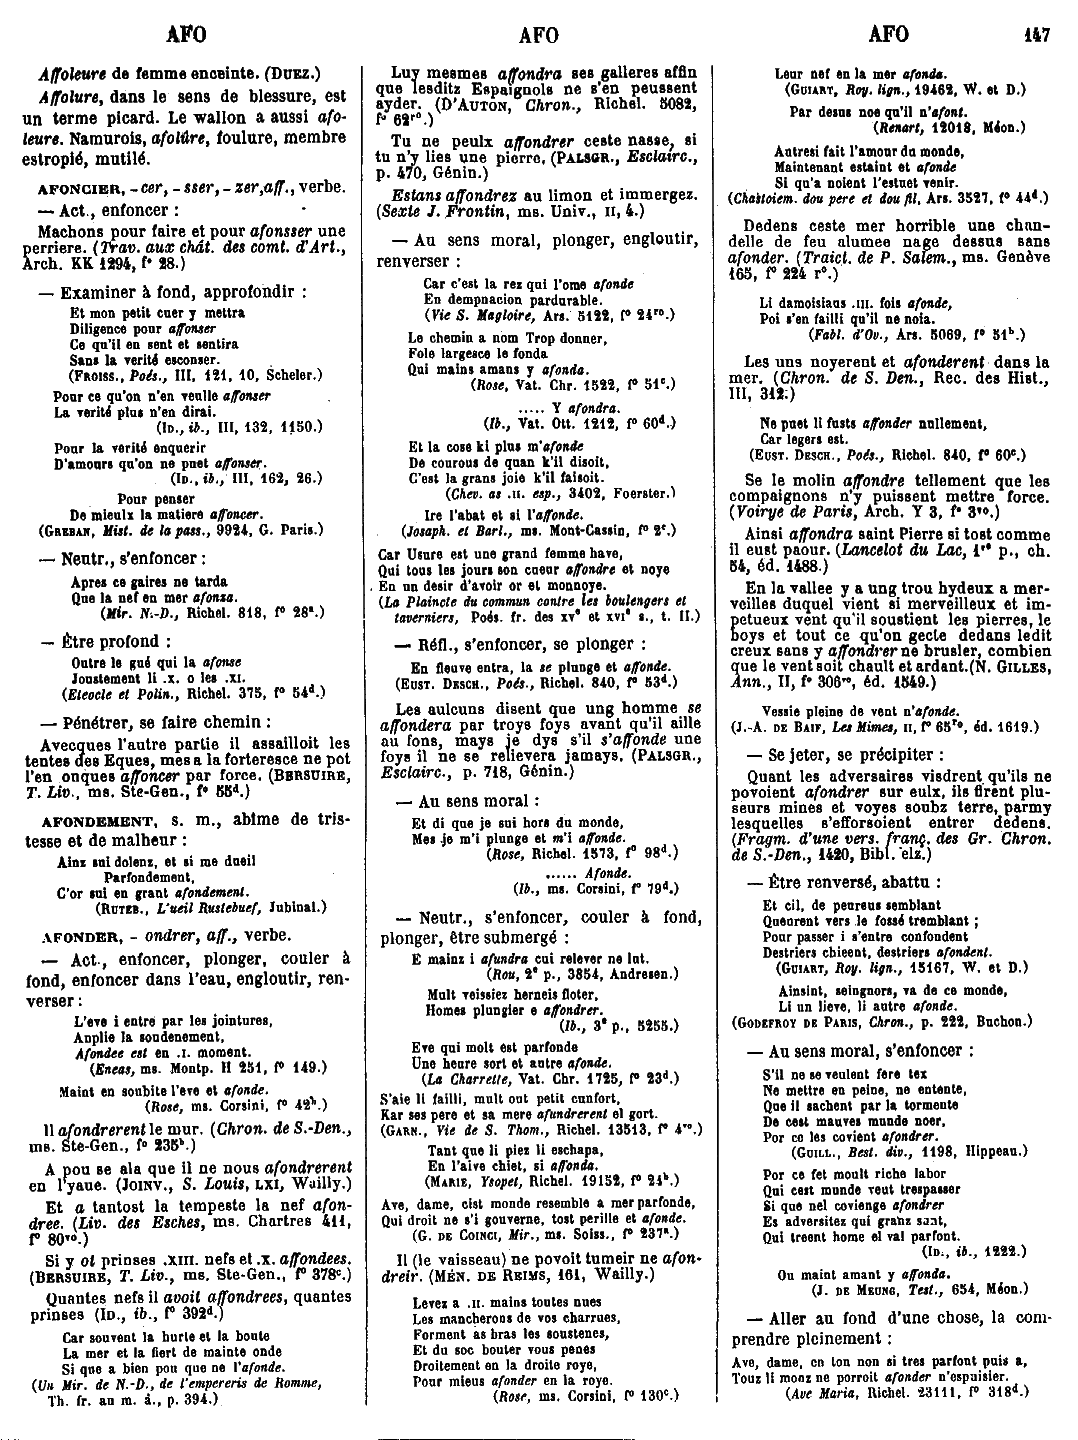 AFO
AFO
AFO
147
Affoleure de femme enceinte. (DUEZ.)
Affolure, dans le sens de blessure, est
un terme picard. Le wallon a aussi afo-
leure. Namurois, afolûre, foulure, membre
estropié, mutilé.
AFONCIER, - cer, - sser, - zer, aff., verbe.
— Act., enfoncer :
Machons pour faire et pour afonsser une
perriere. (Trav. aux chât. des comt. d'Art.,
Arch. KK 1294, f° 28.)
— Examiner à fond, approfondir :
Et mon petit cuer y mettra
Diligence pour affonser
Ce qu'il en sent et sentira
Sans la verité esconser.
(FROISS., Poés., III, 121, 10, Scheler.)
Pour ce qu'on n'en veulle affonser
La verité plus n'en dirai.
(ID., ib., III, 132, 1150.)
Pour la verité enquerir
D'amours qu'on ne puet affonser.
(ID., ib., III, 162, 26.)
Pour penser
De mieulx la matiere affoncer.
(GREBAN, Mist. de la pass., 9924, G. Paris.)
— Neutr., s'enfoncer :
Apres ce gaires ne tarda
Que la nef en mer afonza.
(Mir. N.-D., Richel. 818, f° 28ª.)
— Être profond :
Outre le gué qui la afonse
Joustement li .x. o les .xi.
(Eteocle et Polin., Richel. 375, f° 54ᵈ.)
— Pénétrer, se faire chemin :
Avecques l'autre partie il assailloit les
tentes des Eques, mes a la forteresce ne pot
l'en onques affoncer par force. (BERSUIRE,
T. Liv., ms. Ste-Gen., f° 55ᵈ.)
AFONDEMENT, s. m., abîme de tris-
tesse et de malheur :
Ainz sui dolenz, et si me dueil
Parfondement,
C'or sui en grant afondement.
(RUTEB., L'ueil Rustebuef, Jubinal.)
AFONDER, - ondrer, aff., verbe.
— Act., enfoncer, plonger, couler à
fond, enfoncer dans l'eau, engloutir, ren-
verser :
L'eve i entre par les jointures,
Anplie la soudenement,
Afondee est en .I. moment.
(Eneas, ms. Montp. H 251, f° 149.)
Maint en soubite l'eve et afonde.
(Rose, ms. Corsini, f° 42ᵇ.)
Il afondrerent le mur. (Chron. de S.-Den.,
ms. Ste-Gen., f° 235ᵇ.)
A pou se ala que il ne nous afondrerent
en l'yaue. (JOINV., S. Louis, LXI, Wailly.)
Et a tantost la tempeste la nef afon-
dree. (Liv. des Esches, ms. Chartres 411,
f° 80ᵛᵒ.)
Si y ot prinses .XIII. nefs et .x. affondees.
(BERSUIRE, T. Liv., ms. Ste-Gen., f° 378ᶜ.)
Quantes nefs il avoit affondrees, quantes
prinses (ID., ib., f° 392ᵈ.)
Car souvent la hurte et la boute
La mer et la fiert de mainte onde
Si que a bien pou que ne l'afonde.
(Un Mir. de N.-D., de l'empereris de Romme,
Th. fr. au m. â., p. 394.)
Luy mesmes affondra ses galleres affin
que lesditz Espaignols ne s'en peussent
ayder. (D'AUTON, Chron., Richel. 5082,
f° 62ʳᵒ.)
Tu ne peulx affondrer ceste nasse, si
tu n'y lies une pierre. (PALSGR., Esclairc.,
p. 470, Génin.)
Estans affondrez au limon et immergez.
(Sexte J. Frontin, ms. Univ., II, 4.)
— Au sens moral, plonger, engloutir,
renverser :
Car c'est la rez qui l'ome afonde
En dempnacion pardurable.
(Vie S. Magloire, Ars. 5122, f° 24ʳᵒ.)
Le chemin a nom Trop donner,
Fole largesce le fonda
Qui mains amans y afonda.
(Rose, Vat. Chr. 1522, f° 51ᶜ.)
..... Y afondra.
(Ib., Vat. Ott. 1212, f° 60ᵈ.)
Et la cose ki plus m'afonde
De courous de quan k'il disoit,
C'est la grans joie k'il faisoit.
(Chev. as .II. esp., 3402, Foerster.)
Ire l'abat et si l'affonde.
(Josaph. et Barl., ms. Mont-Cassin, f° 2ᶜ.)
Car Usure est une grand femme have,
Qui tous les jours son cueur affondre et noye
En un desir d'avoir or et monnoye.
(La Plaincte du commun contre les boulengers et
taverniers, Poés. fr. des XVᵉ et XVIᵉ s., t. II.)
— Réfl., s'enfoncer, se plonger :
En fleuve entra, la se plunge et affonde.
(EUST. DESCH., Poés., Richel. 840, f° 53ᵈ.)
Les aulcuns disent que ung homme se
affondera par troys foys avant qu'il aille
au fons, mays je dys s'il s'affonde une
foys il ne se relievera jamays. (PALSGR.,
Esclairc., p. 718, Génin.)
— Au sens moral :
Et di que je sui hors du monde,
Mes je m'i plunge et m'i affonde.
(Rose, Richel. 1573, f° 98ᵈ.)
...... Afonde.
(Ib., ms. Corsini, f° 79ᵈ.)
— Neutr., s'enfoncer, couler à fond,
plonger, être submergé :
E mainz i afundra cui relever ne lut.
(Rou, 2ᵉ p., 3854, Andresen.)
Mult veissiez herneis floter,
Homes plungier e affondrer.
(Ib., 3ᵉ p., 5255.)
Eve qui molt est parfonde
Une heure sort et autre afonde.
(La Charrette, Vat. Chr. 1725, f° 23ᵈ.)
S'aie li failli, mult out petit cunfort,
Kar ses pere et sa mere afundrerent el gort.
(GARN., Vie de S. Thom., Richel. 13513, f° 4ʳᵒ.)
Tant que li piez li eschapa,
En l'aive chiet, si affonda.
(MARIE, Ysopet, Richel. 19152, f° 24ᵇ.)
Ave, dame, cist monde resemble a mer parfonde,
Qui droit ne s'i gouverne, tost perille et afonde.
(G. DE COINCI, Mir., ms. Soiss., f° 237ª.)
Il (le vaisseau) ne povoit tumeir ne afon-
dreir. (MÉN. DE REIMS, 161, Wailly.)
Levez a .II. mains toutes nues
Les mancherons de vos charrues,
Forment as bras les soustenes,
Et du soc bouter vous penes
Droitement en la droite roye,
Pour mieus afonder en la roye.
(Rose, ms. Corsini, f° 130ᶜ.)
Leur nef en la mer afonda.
(GUIART, Roy. lign., 19462, W. et D.)
Par desus noe qu'il n'afont.
(Renart, 12018, Méon.)
Autresi fait l'amour du monde,
Maintenant estaint et afonde
Si qu'a noient l'estuet venir.
(Chastoiem. dou pere et dou fil, Ars. 3527, f° 44ᵈ.)
Dedens ceste mer horrible une chan-
delle de feu alumee nage dessus sans
afonder. (Traict. de P. Salem., ms. Genève
165, f° 224 r°.)
Li damoisiaus .III. fois afonde,
Poi s'en failli qu'il ne noia.
(Fabl. d'Ov., Ars. 5069, f° 51ᵇ.)
Les uns noyerent et afonderent dans la
mer. (Chron. de S. Den., Rec. des Hist.,
III, 312.)
Ne puet li fusts affonder nullement,
Car legers est.
(EUST. DESCH., Poés., Richel. 840, f° 60ᶜ.)
Se le molin affondre tellement que les
compaignons n'y puissent mettre force.
(Voirye de Paris, Arch. Y 3, f° 3ᵛᵒ.)
Ainsi affondra saint Pierre si tost comme
il eust paour. (Lancelot du Lac, 1ʳᵉ p., ch.
54, éd. 1488.)
En la vallee y a ung trou hydeux a mer-
veilles duquel vient si merveilleux et im-
petueux vent qu'il soustient les pierres, le
boys et tout ce qu'on gecte dedans ledit
creux sans y affondrer ne brusler, combien
que le vent soit chault et ardant. (N. GILLES,
Ann., II, f° 306ʳᵒ, éd. 1549.)
Vessie pleine de vent n'afonde.
(J.-A. DE BAIF, Les Mimes, II, f° 65ʳᵒ, éd. 1619.)
— Se jeter, se précipiter :
Quant les adversaires visdrent qu'ils ne
povoient afondrer sur eulx, ils firent plu-
seurs mines et voyes soubz terre, parmy
lesquelles s'efforsoient entrer dedens.
(Fragm. d'une vers. franç. des Gr. Chron.
de S.-Den., 1420, Bibl. elz.)
— Être renversé, abattu :
Et cil, de peureus semblant
Queurent vers le fossé tremblant ;
Pour passer i s'entre confondent
Destriers chieent, destriers afondent.
(GUIART, Roy. lign., 15167, W. et D.)
Ainsint, seingnors, va de ce monde,
Li un lieve, li autre afonde.
(GODEFROY DE PARIS, Chron., p. 222, Buchon.)
— Au sens moral, s'enfoncer :
S'il ne se veulent fere tex
Ne mettre en peine, ne entente,
Que il sachent par la tormente
De cest mauves munde noer,
Por ce les covient afondrer.
(GUILL., Best. div., 1198, Hippeau.)
Por ce fet moult riche labor
Qui cest munde veut trespasser
Si que nel covienge afondrer
Es adversitez qui granz sunt,
Qui treent home el val parfont.
(ID., ib., 1222.)
Ou maint amant y affonda.
(J. DE MEUNG, Test., 654, Méon.)
— Aller au fond d'une chose, la com-
prendre pleinement :
Ave, dame, en ton non si tres parfont puis a,
Touz li monz ne porroit afonder n'espuisier.
(Ave Maria, Richel. 23111, f° 318ᵈ.)